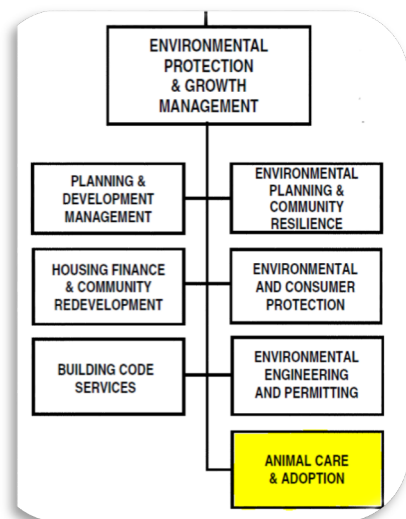 ENVIRONMENTAL
PROTECTION
& GROWTH
MANAGEMENT
PLANNING &
DEVELOPMENT
MANAGEMENT
ENVIRONMENTAL
PLANNING &
COMMUNITY
RESILIENCE
HOUSING FINANCE
& COMMUNITY
REDEVELOPMENT
ENVIRONMENTAL
AND CONSUMER
PROTECTION
BUILDING CODE
SERVICES
ENVIRONMENTAL
ENGINEERING
AND PERMITTING
ANIMAL CARE
& ADOPTION